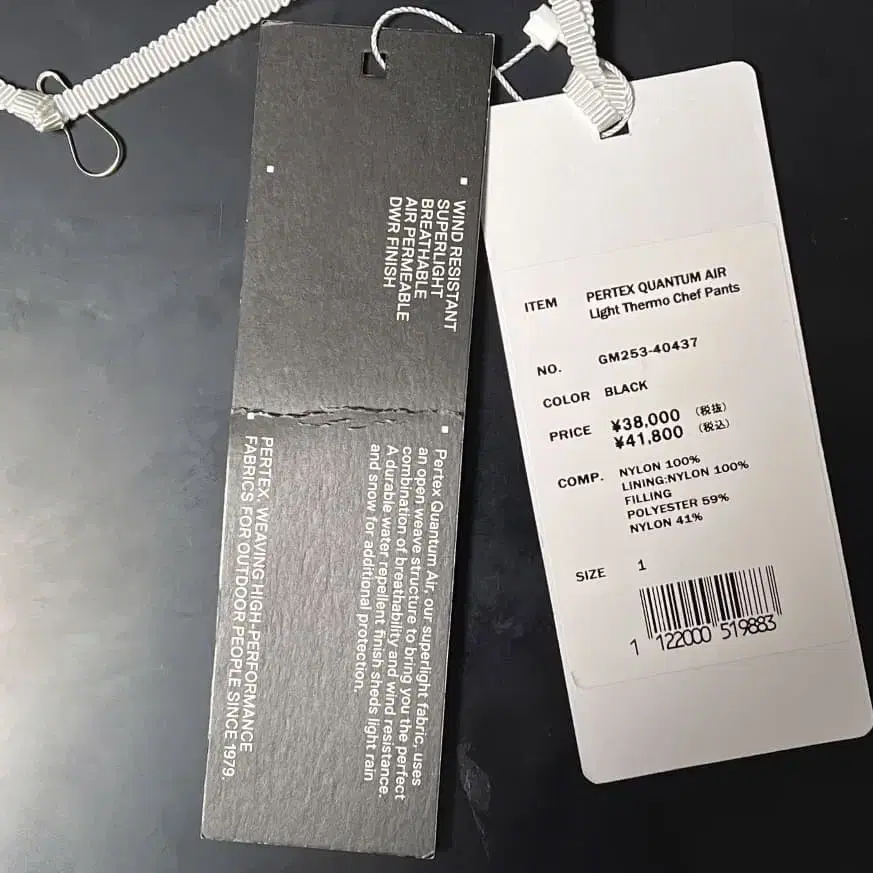 WIND RESISTANT
SUPERLIGHT
BREATHABLE
AIR PERMEABLE
DWR FINISH
Pertex Quantum Air, our superlight fabric, uses
an open weave structure to bring you the perfect
combination of breathability and wind resistance.
A durable water repellent finish sheds light rain
and snow for additional protection.
PERTEX, WEAVING HIGH-PERFORMANCE
FABRICS FOR OUTDOOR PEOPLE SINCE 1979.
ITEM PERTEX QUANTUM AIR
Light Thermo Chef Pants
NO. GM253-40437
COLOR BLACK
PRICE ¥38,000 (税抜)
¥41,800 (税込)
COMP. NYLON 100%
LINING:NYLON 100%
FILLING
POLYESTER 59%
NYLON 41%
SIZE 1
1 122000 519883